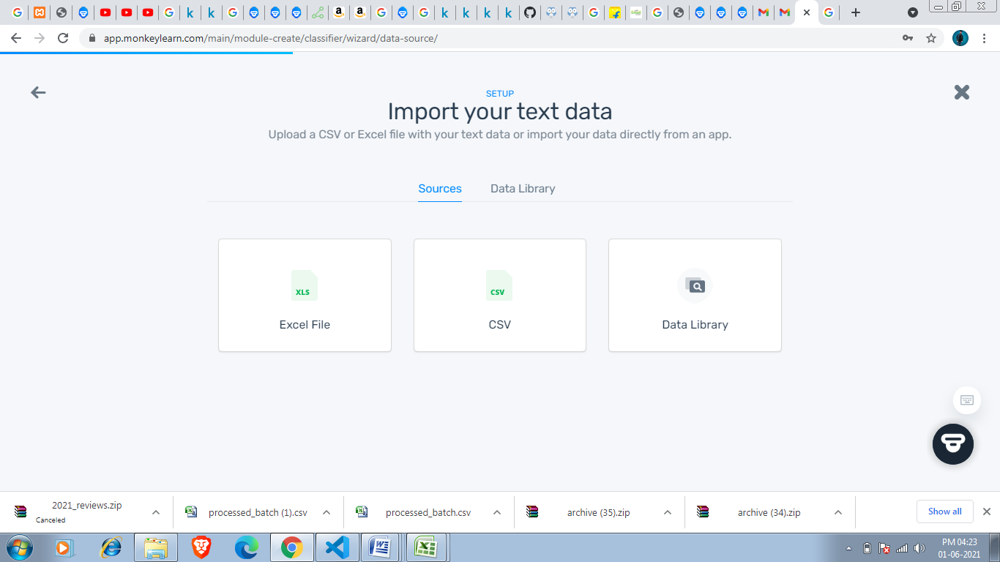 app.monkeylearn.com/main/module-create/classifier/wizard/data-source/
SETUP
Import your text data
Upload a CSV or Excel file with your text data or import your data directly from an app.
Sources
Data Library
XLS
CSV
Excel File
CSV
Data Library
2021_reviews.zip
Canceled
processed_batch (1).csv
processed_batch.csv
archive (35).zip
archive (34).zip
Show all
PM 04:23
01-06-2021